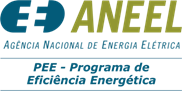 ANEEL
AGÊNCIA NACIONAL DE ENERGIA ELÉTRICA
PEE - Programa de
Eficiência Energética